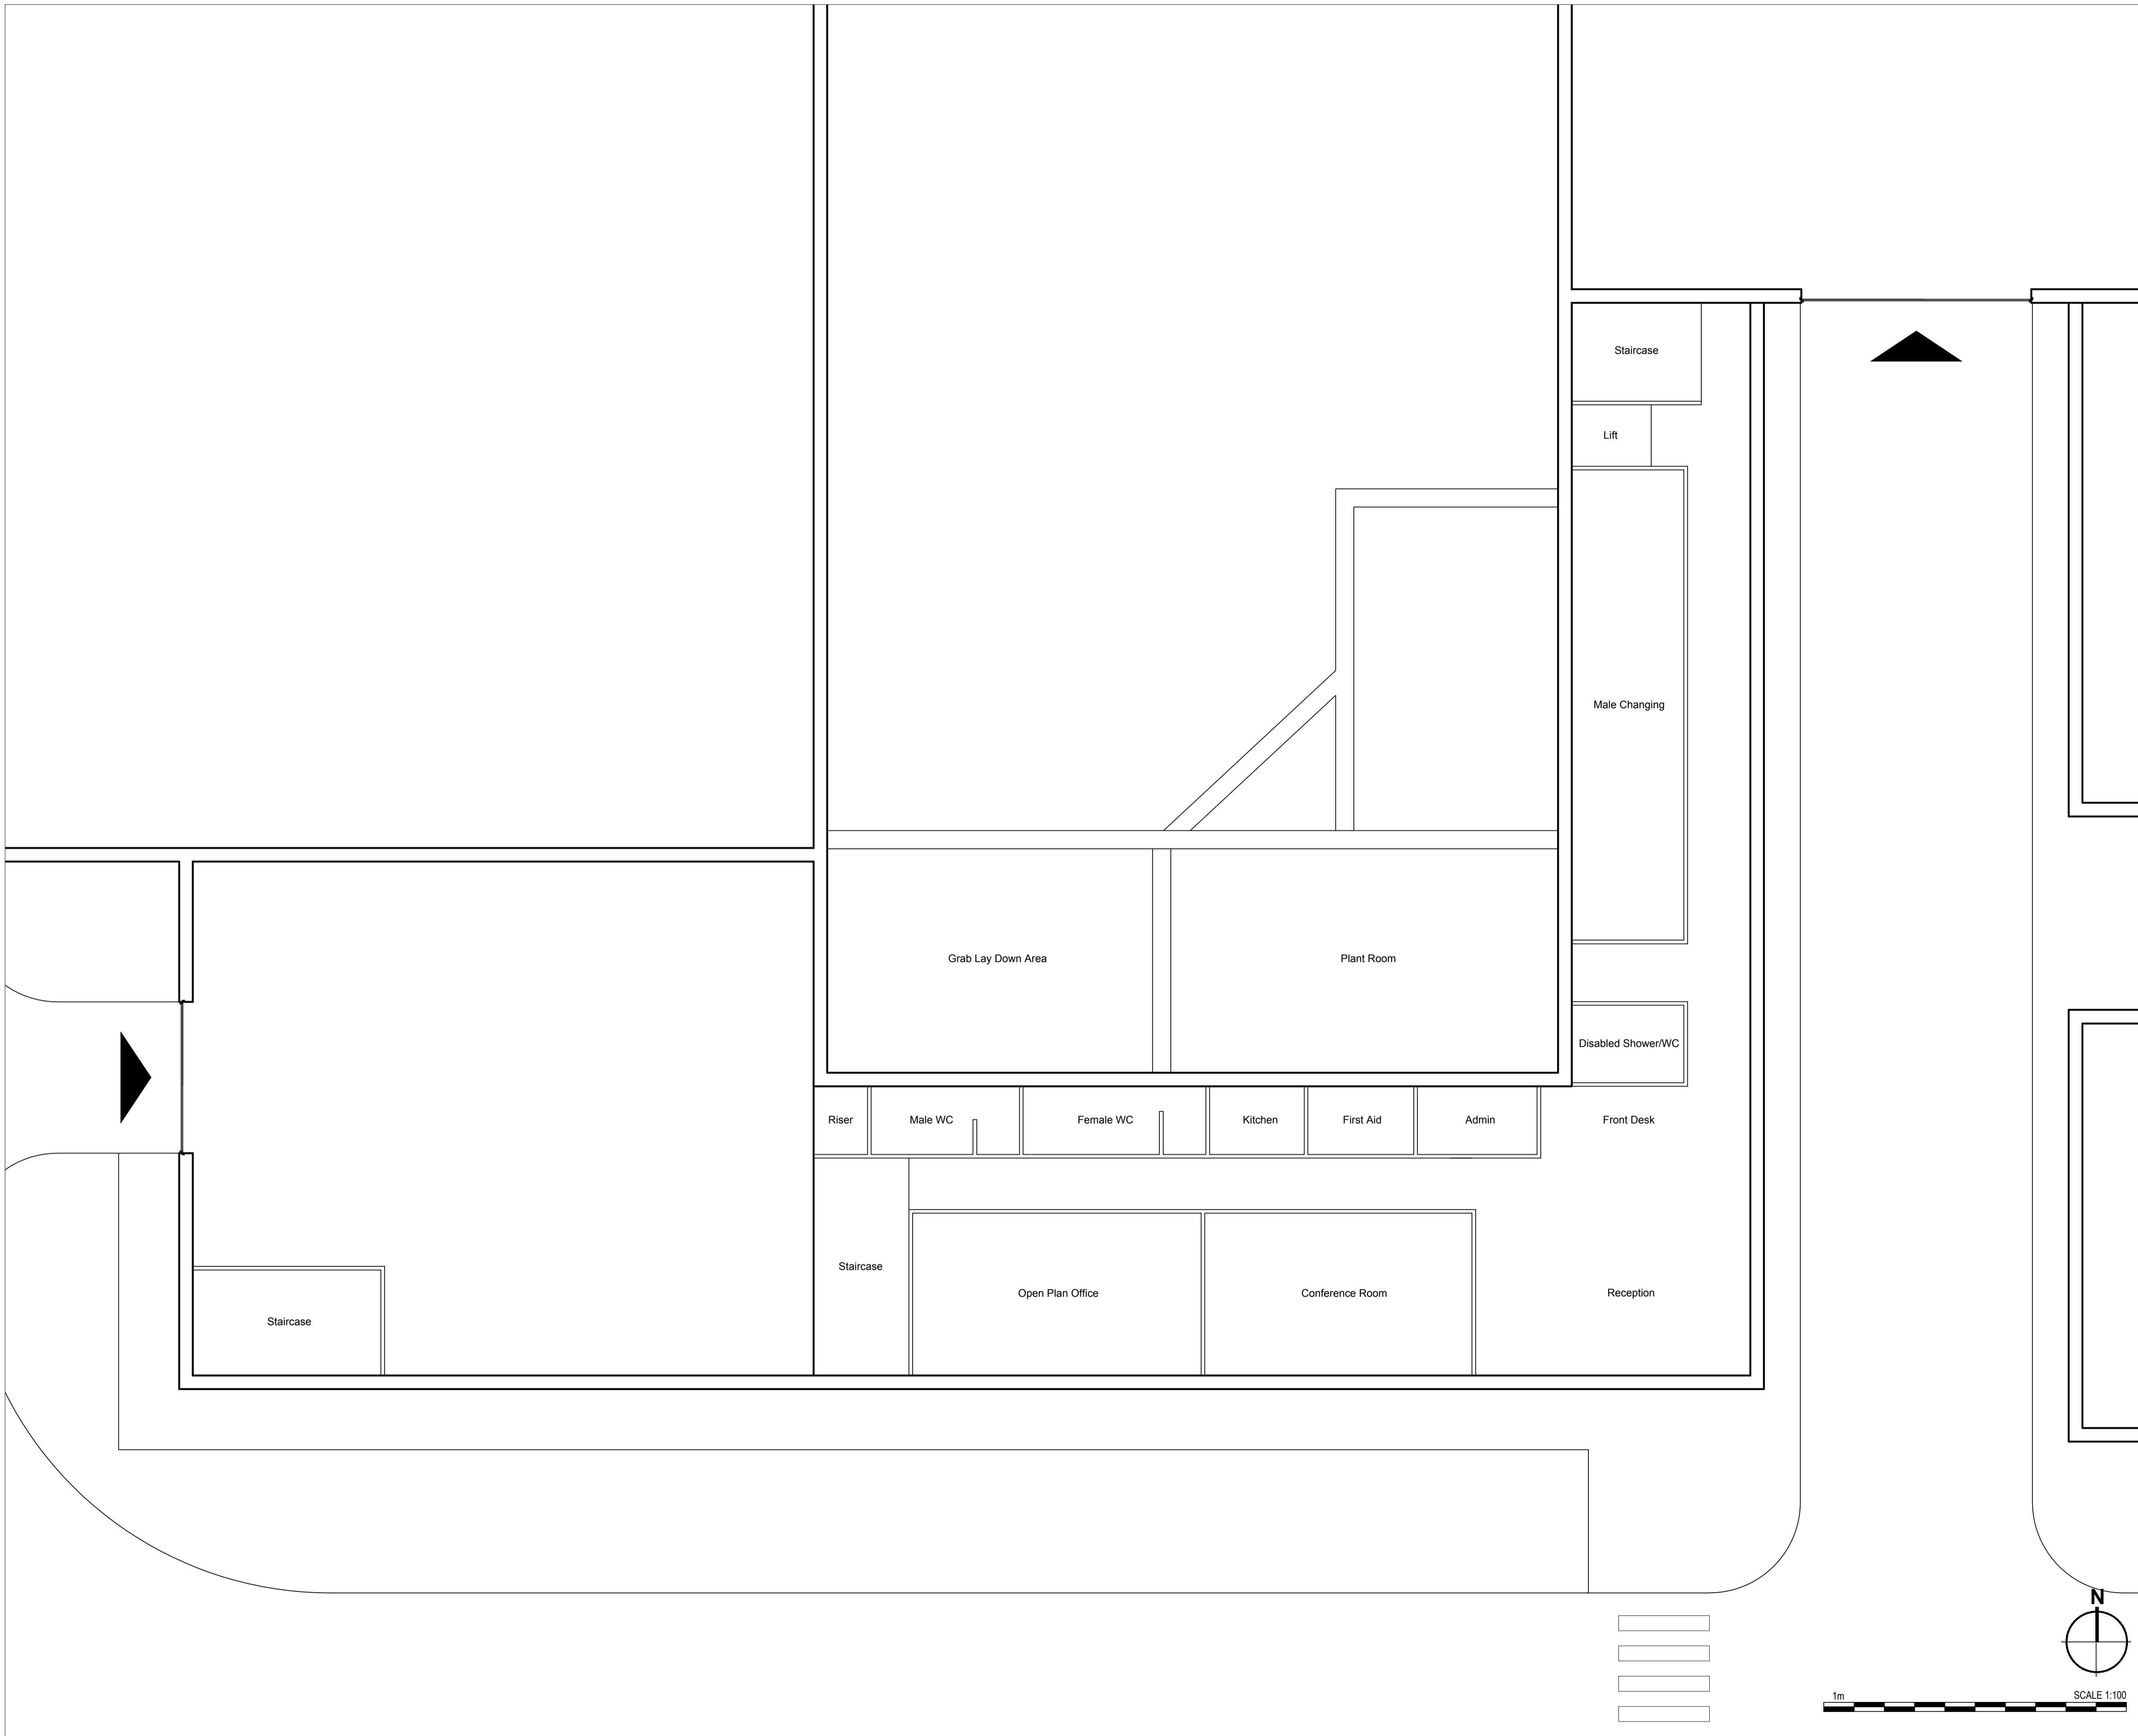 Staircase
Lift
Male Changing
Grab Lay Down Area
Plant Room
Disabled Shower/WC
Riser
Male WC
Female WC
Kitchen
First Aid
Admin
Front Desk
Staircase
Open Plan Office
Conference Room
Reception
Staircase
N
1m
SCALE 1:100